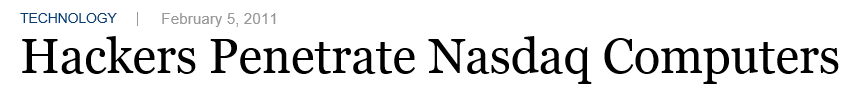 TECHNOLOGY | February 5, 2011
Hackers Penetrate Nasdaq Computers